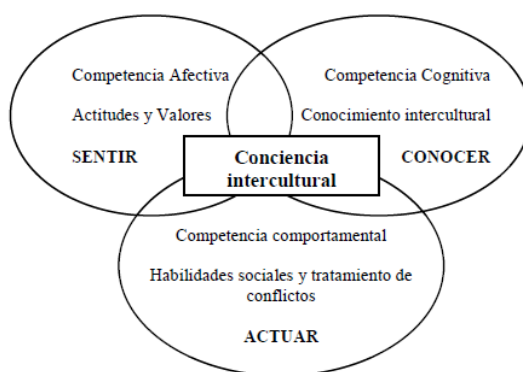 Competencia Afectiva
Actitudes y Valores
SENTIR
Competencia Cognitiva
Conocimiento intercultural
CONOCER
Conciencia
intercultural
Competencia comportamental
Habilidades sociales y tratamiento de
conflictos
ACTUAR